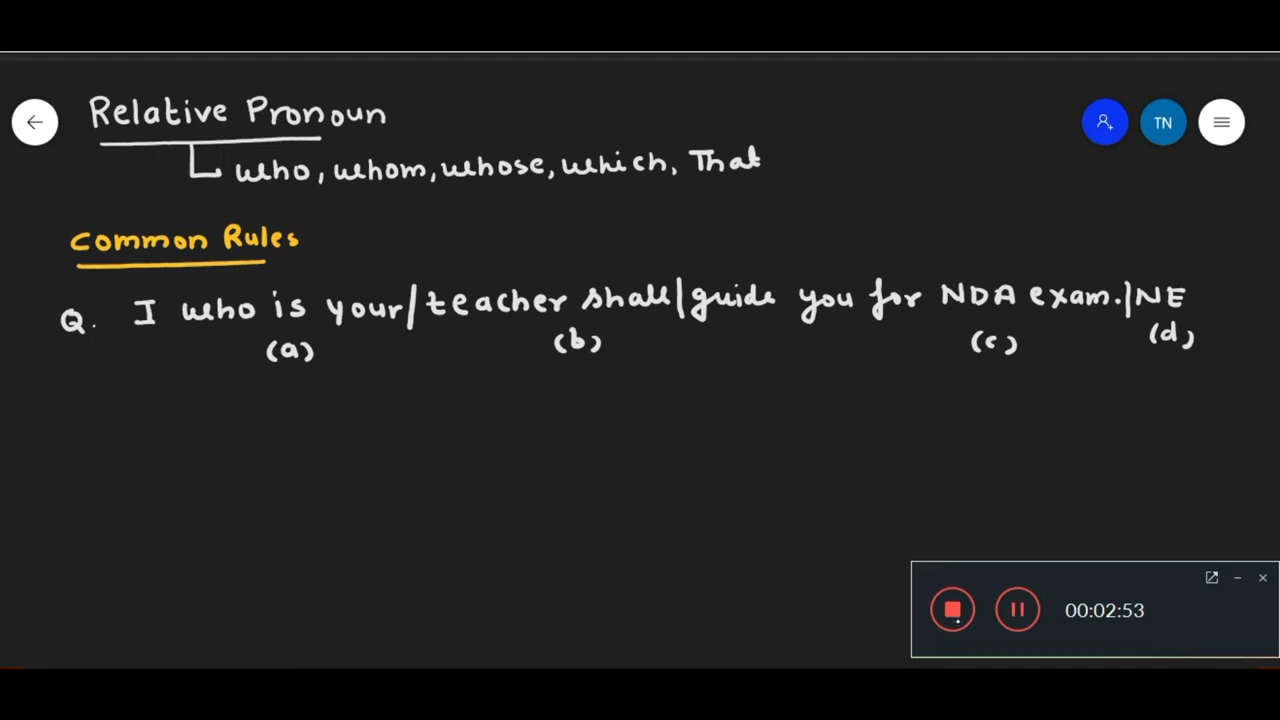 Relative Pronoun
TN
who, whom, whose, which, That
Common Rules
Q. I who is your/teacher shall/guide you for NDA exam./NE
(a) (b) (c) (d)
00:02:53